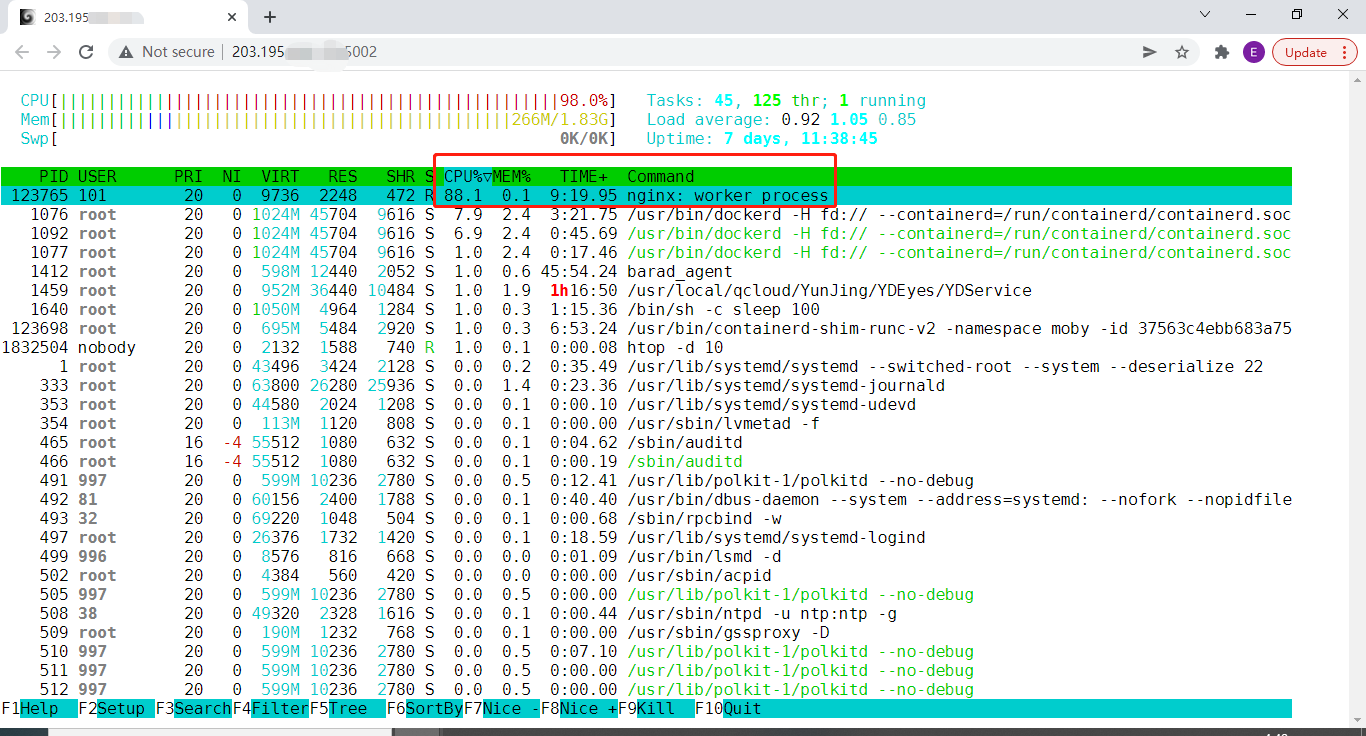 203.195
Not secure | 203.195 5002
E
Update
CPU[||||||||||||||||||||||||||||||||||||||||||||||||||||98.0%] Tasks: 45, 125 thr; 1 running
Mem[|||||||||||||||||||||||||||||||||||||||||||||||266M/1.83G] Load average: 0.92 1.05 0.85
Swp[ 0K/0K] Uptime: 7 days, 11:38:45
PID USER PRI NI VIRT RES SHR S CPU%▽MEM% TIME+ Command
123765 101 20 0 9736 2248 472 R 88.1 0.1 9:19.95 nginx: worker process
1076 root 20 0 1024M 45704 9616 S 7.9 2.4 3:21.75 /usr/bin/dockerd -H fd:// --containerd=/run/containerd/containerd.soc
1092 root 20 0 1024M 45704 9616 S 6.9 2.4 0:45.69 /usr/bin/dockerd -H fd:// --containerd=/run/containerd/containerd.soc
1077 root 20 0 1024M 45704 9616 S 1.0 2.4 0:17.46 /usr/bin/dockerd -H fd:// --containerd=/run/containerd/containerd.soc
1412 root 20 0 598M 12440 2052 S 1.0 0.6 45:54.24 barad_agent
1459 root 20 0 952M 36440 10484 S 1.0 1.9 1h16:50 /usr/local/qcloud/YunJing/YDEyes/YDService
1640 root 20 0 1050M 4964 1284 S 1.0 0.3 1:15.36 /bin/sh -c sleep 100
123698 root 20 0 695M 5484 2920 S 1.0 0.3 6:53.24 /usr/bin/containerd-shim-runc-v2 -namespace moby -id 37563c4ebb683a75
1832504 nobody 20 0 2132 1588 740 R 1.0 0.1 0:00.08 htop -d 10
1 root 20 0 43496 3424 2128 S 0.0 0.2 0:35.49 /usr/lib/systemd/systemd --switched-root --system --deserialize 22
333 root 20 0 63800 26280 25936 S 0.0 1.4 0:23.36 /usr/lib/systemd/systemd-journald
353 root 20 0 44580 2024 1208 S 0.0 0.1 0:00.10 /usr/lib/systemd/systemd-udevd
354 root 20 0 113M 1120 808 S 0.0 0.1 0:00.00 /usr/sbin/lvmetad -f
465 root 16 -4 55512 1080 632 S 0.0 0.1 0:04.62 /sbin/auditd
466 root 16 -4 55512 1080 632 S 0.0 0.1 0:00.19 /sbin/auditd
491 997 20 0 599M 10236 2780 S 0.0 0.5 0:12.41 /usr/lib/polkit-1/polkitd --no-debug
492 81 20 0 60156 2400 1788 S 0.0 0.1 0:40.40 /usr/bin/dbus-daemon --system --address=systemd: --nofork --nopidfile
493 32 20 0 69220 1048 504 S 0.0 0.1 0:00.68 /sbin/rpcbind -w
497 root 20 0 26376 1732 1420 S 0.0 0.1 0:18.59 /usr/lib/systemd/systemd-logind
499 996 20 0 8576 816 668 S 0.0 0.0 0:01.09 /usr/bin/lsmd -d
502 root 20 0 4384 560 420 S 0.0 0.0 0:00.00 /usr/sbin/acpid
505 997 20 0 599M 10236 2780 S 0.0 0.5 0:00.00 /usr/lib/polkit-1/polkitd --no-debug
508 38 20 0 49320 2328 1616 S 0.0 0.1 0:00.44 /usr/sbin/ntpd -u ntp:ntp -g
509 root 20 0 190M 1232 768 S 0.0 0.1 0:00.00 /usr/sbin/gssproxy -D
510 997 20 0 599M 10236 2780 S 0.0 0.5 0:07.10 /usr/lib/polkit-1/polkitd --no-debug
511 997 20 0 599M 10236 2780 S 0.0 0.5 0:00.00 /usr/lib/polkit-1/polkitd --no-debug
512 997 20 0 599M 10236 2780 S 0.0 0.5 0:00.00 /usr/lib/polkit-1/polkitd --no-debug
F1Help F2Setup F3SearchF4FilterF5Tree F6SortByF7Nice -F8Nice +F9Kill F10Quit